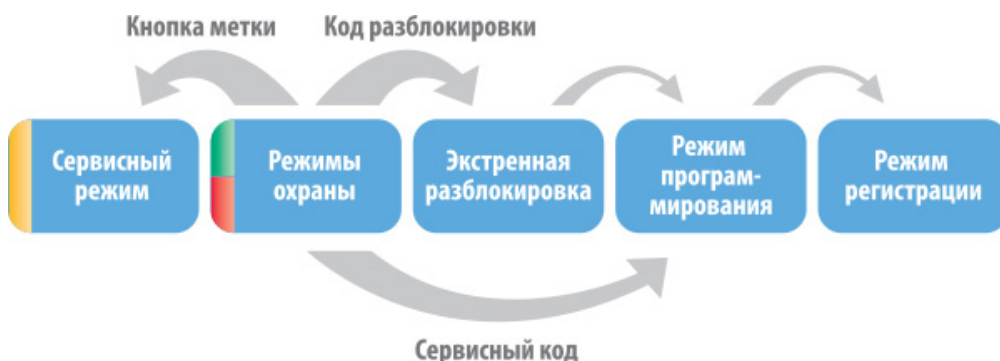 Кнопка метки
Код разблокировки
Сервисный
режим
Режимы
охраны
Экстренная
разблокировка
Режим
програм-
мирования
Режим
регистрации
Сервисный код